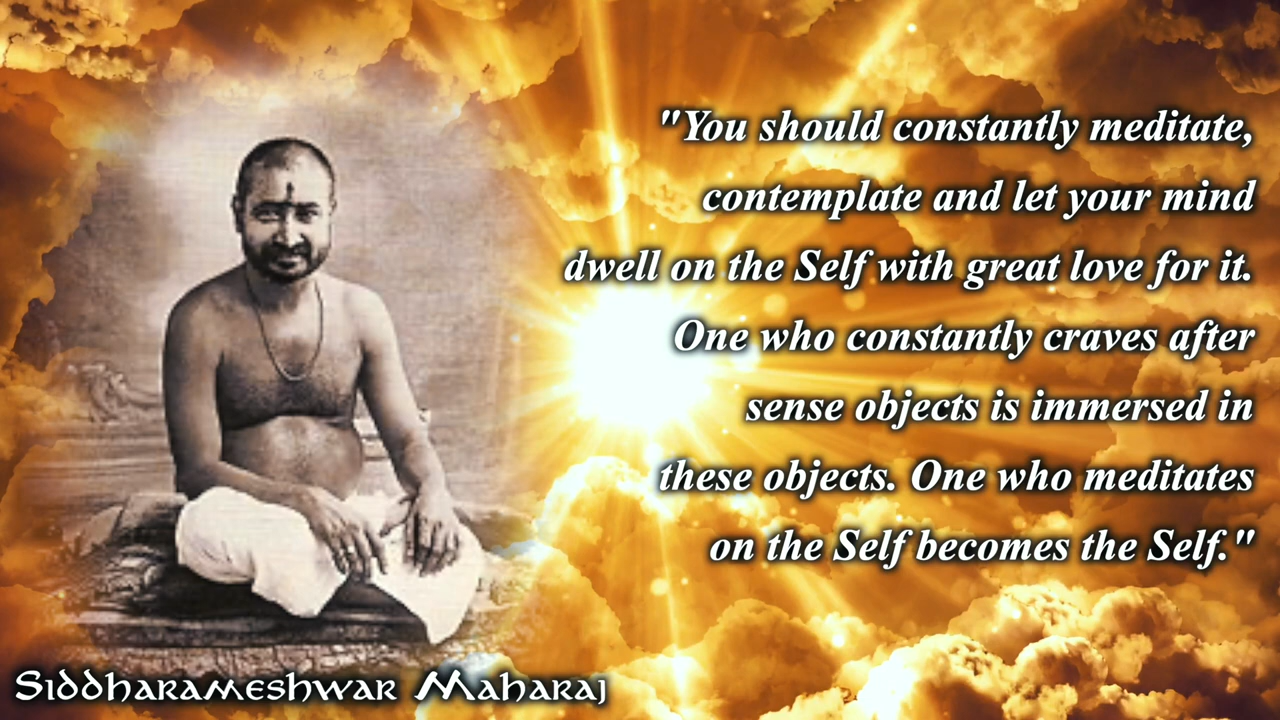 "You should constantly meditate,
contemplate and let your mind
dwell on the Self with great love for it.
One who constantly craves after
sense objects is immersed in
these objects. One who meditates
on the Self becomes the Self."
Siddharameshwar Maharaj